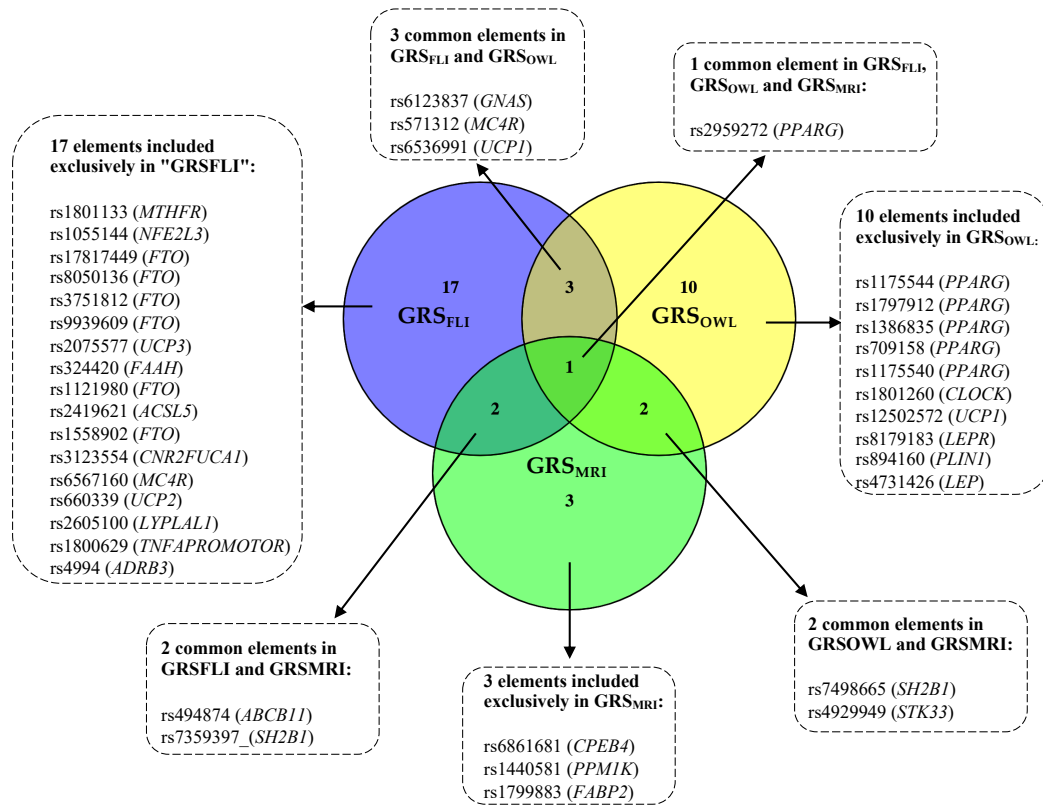 3 common elements in
GRSFLI and GRSOWL
rs6123837 (GNAS)
rs571312 (MC4R)
rs6536991 (UCP1)
1 common element in GRSFLI,
GRSOWL and GRSMRI:
rs2959272 (PPARG)
17 elements included
exclusively in "GRSFLI":
rs1801133 (MTHFR)
rs1055144 (NFE2L3)
rs17817449 (FTO)
rs8050136 (FTO)
rs3751812 (FTO)
rs9939609 (FTO)
rs2075577 (UCP3)
rs324420 (FAAH)
rs1121980 (FTO)
rs2419621 (ACSL5)
rs1558902 (FTO)
rs3123554 (CNR2FUCA1)
rs6567160 (MC4R)
rs660339 (UCP2)
rs2605100 (LYPLAL1)
rs1800629 (TNFAPROMOTOR)
rs4994 (ADRB3)
17
GRSFLI
3
10
GRSOWL
1
2
2
GRSMRI
3
10 elements included
exclusively in GRSOWL:
rs1175544 (PPARG)
rs1797912 (PPARG)
rs1386835 (PPARG)
rs709158 (PPARG)
rs1175540 (PPARG)
rs1801260 (CLOCK)
rs12502572 (UCP1)
rs8179183 (LEPR)
rs894160 (PLIN1)
rs4731426 (LEP)
2 common elements in
GRSFLI and GRSMRI:
rs494874 (ABCB11)
rs7359397_(SH2B1)
3 elements included
exclusively in GRSMRI:
rs6861681 (CPEB4)
rs1440581 (PPM1K)
rs1799883 (FABP2)
2 common elements in
GRSOWL and GRSMRI:
rs7498665 (SH2B1)
rs4929949 (STK33)